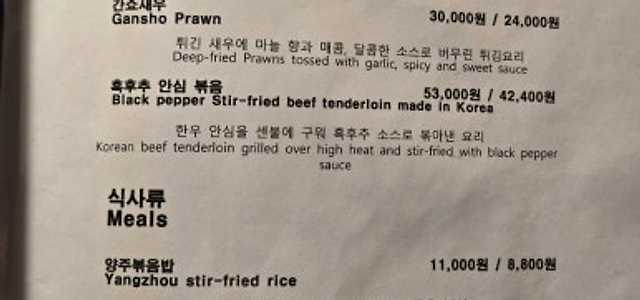 간쇼새우
Gansho Prawn 30,000원 / 24,000원
튀긴 새우에 마늘 향과 매콤, 달콤한 소스로 버무린 튀김요리
Deep-fried Prawns tossed with garlic, spicy and sweet sauce
흑후추 안심 볶음 53,000원 / 42,400원
Black pepper Stir-fried beef tenderloin made in Korea
한우 안심을 센불에 구워 흑후추 소스로 볶아낸 요리
Korean beef tenderloin grilled over high heat and stir-fried with black pepper
sauce
식사류
Meals
양주볶음밥 11,000원 / 8,800원
Yangzhou stir-fried rice